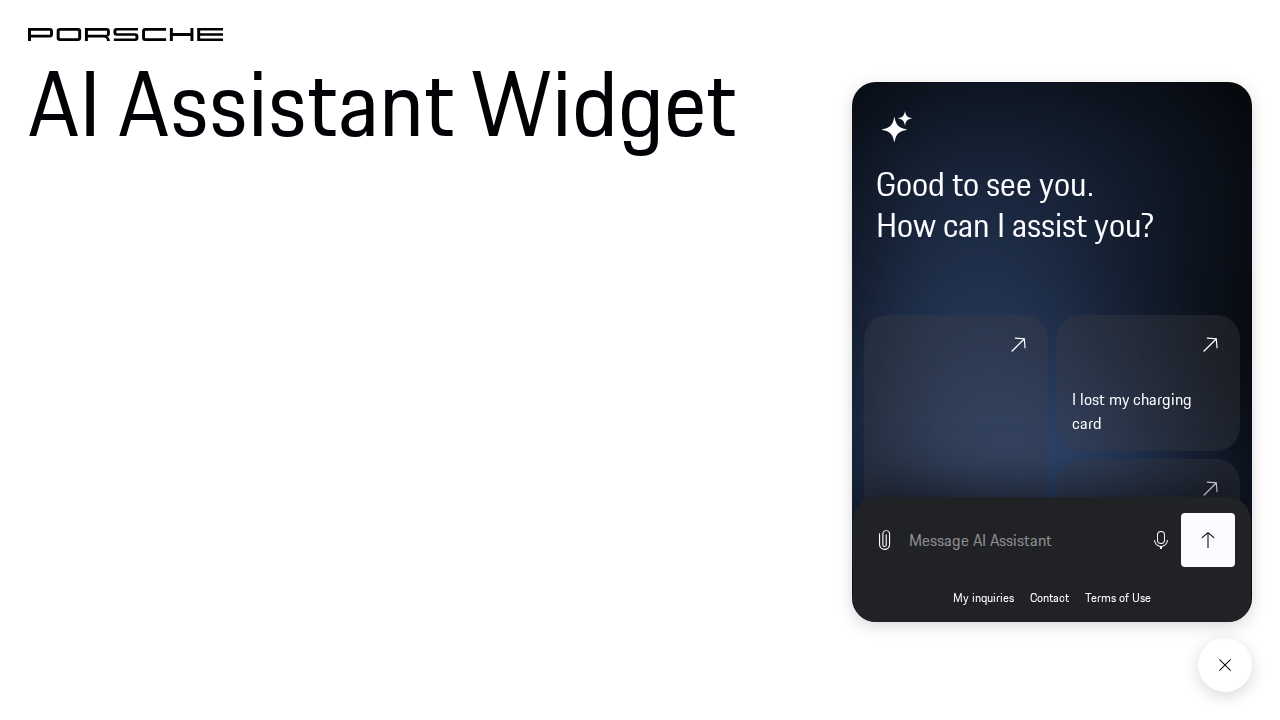 PORSCHE
AI Assistant Widget
Good to see you.
How can I assist you?
I lost my charging
card
Message AI Assistant
My inquiries
Contact
Terms of Use